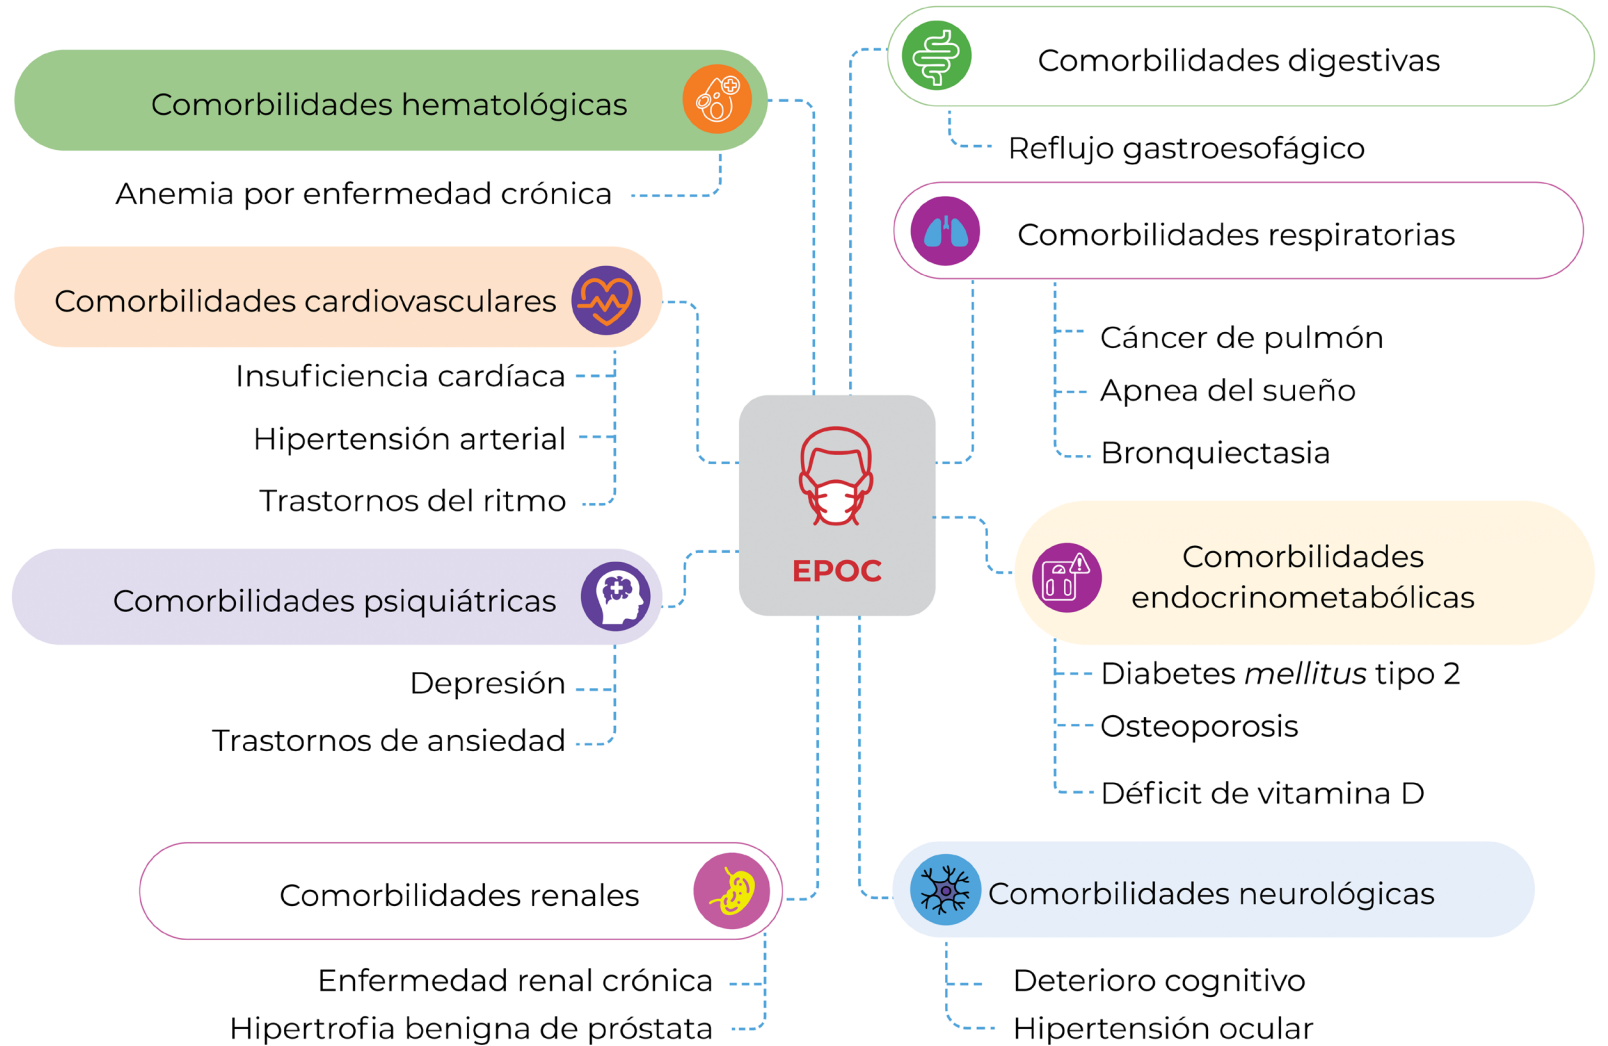 Comorbilidades hematológicas
Anemia por enfermedad crónica
Comorbilidades cardiovasculares
Insuficiencia cardíaca
Hipertensión arterial
Trastornos del ritmo
Comorbilidades psiquiátricas
Depresión
Trastornos de ansiedad
Comorbilidades renales
Enfermedad renal crónica
Hipertrofia benigna de próstata
EPOC
Comorbilidades digestivas
Reflujo gastroesofágico
Comorbilidades respiratorias
Cáncer de pulmón
Apnea del sueño
Bronquiectasia
Comorbilidades
endocrinometabólicas
Diabetes mellitus tipo 2
Osteoporosis
Déficit de vitamina D
Comorbilidades neurológicas
Deterioro cognitivo
Hipertensión ocular